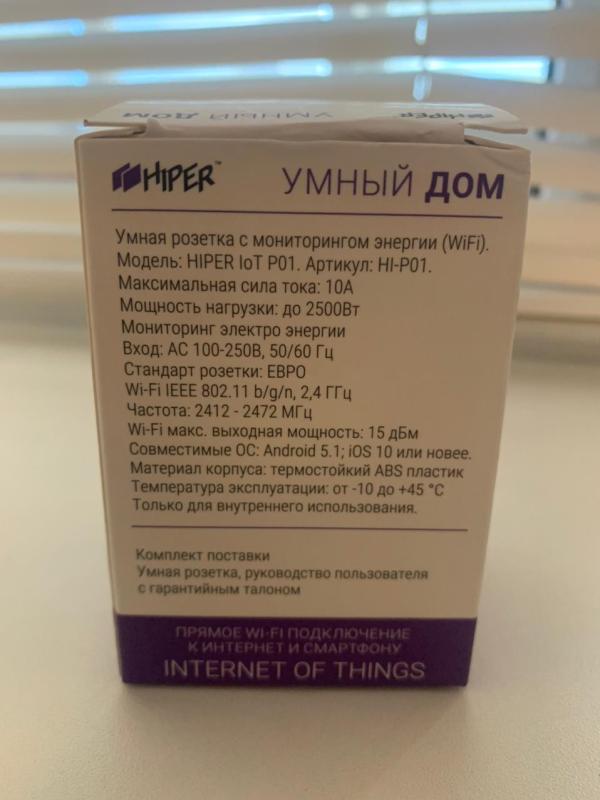 УМНЫЙ ДОМ
HIPER
HIPER™
УМНЫЙ ДОМ
Умная розетка с мониторингом энергии (WiFi).
Модель: HIPER IoT P01. Артикул: HI-P01.
Максимальная сила тока: 10А
Мощность нагрузки: до 2500Вт
Мониторинг электро энергии
Вход: AC 100-250В, 50/60 Гц
Стандарт розетки: ЕВРО
Wi-Fi IEEE 802.11 b/g/n, 2,4 ГГц
Частота: 2412 - 2472 МГц
Wi-Fi макс. выходная мощность: 15 дБм
Совместимые ОС: Android 5.1; iOS 10 или новее.
Материал корпуса: термостойкий ABS пластик
Температура эксплуатации: от -10 до +45 °C
Только для внутреннего использования.
Комплект поставки
Умная розетка, руководство пользователя
с гарантийным талоном
ПРЯМОЕ WI-FI ПОДКЛЮЧЕНИЕ
К ИНТЕРНЕТ И СМАРТФОНУ
INTERNET OF THINGS